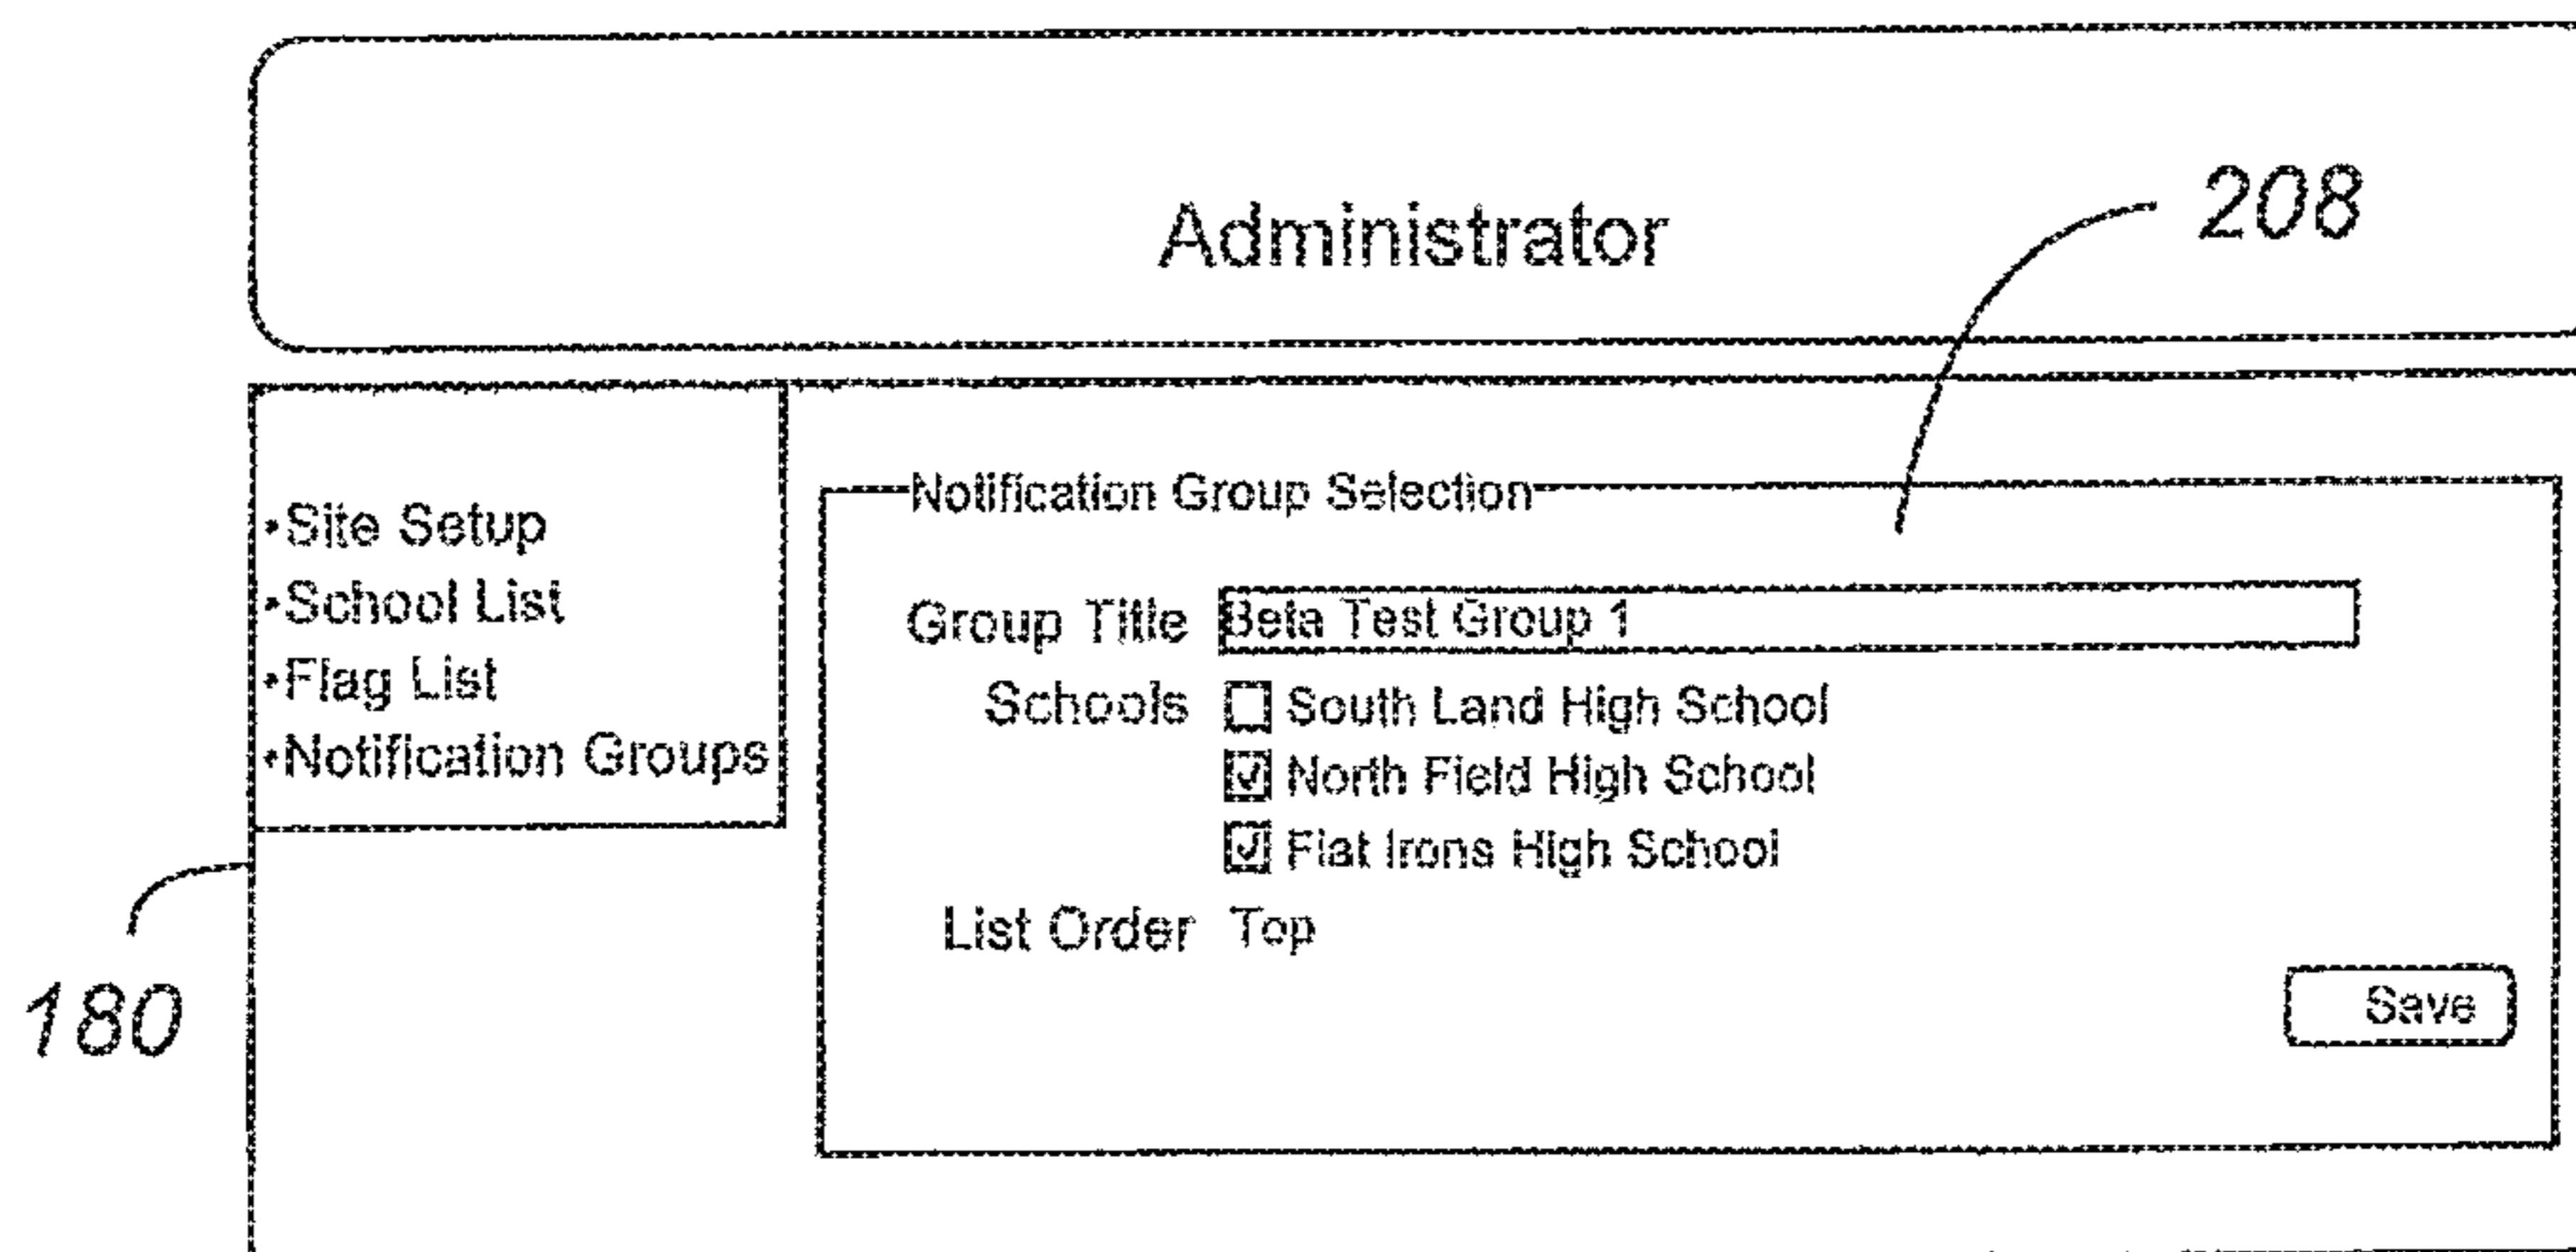 Administrator
208
•Site Setup
•School List
•Flag List
•Notification Groups
180
Notification Group Selection
Group Title Beta Test Group 1
Schools South Land High School
North Field High School
Flat Irons High School
List Order Top
Save